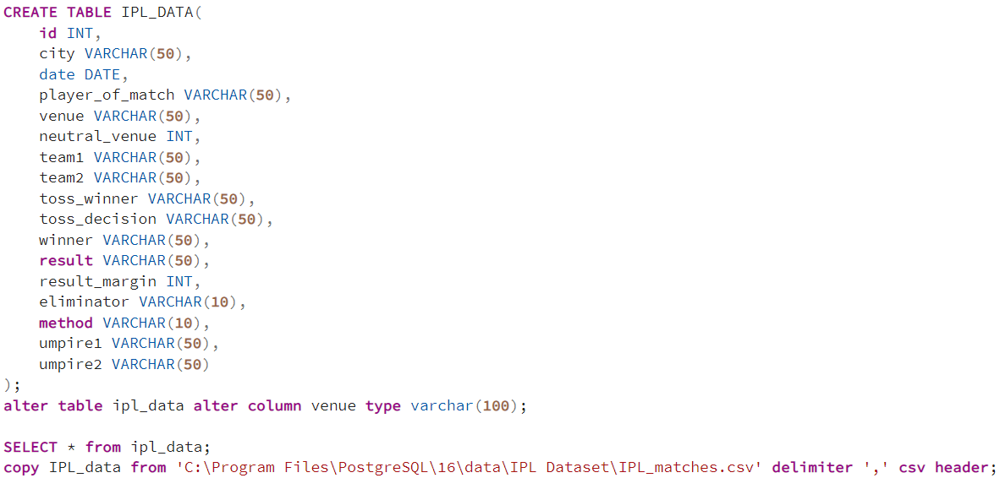 CREATE TABLE IPL_DATA(
    id INT,
    city VARCHAR(50),
    date DATE,
    player_of_match VARCHAR(50),
    venue VARCHAR(50),
    neutral_venue INT,
    team1 VARCHAR(50),
    team2 VARCHAR(50),
    toss_winner VARCHAR(50),
    toss_decision VARCHAR(50),
    winner VARCHAR(50),
    result VARCHAR(50),
    result_margin INT,
    eliminator VARCHAR(10),
    method VARCHAR(10),
    umpire1 VARCHAR(50),
    umpire2 VARCHAR(50)
);
alter table ipl_data alter column venue type varchar(100);
SELECT * from ipl_data;
copy IPL_data from 'C:\Program Files\PostgreSQL\16\data\IPL Dataset\IPL_matches.csv' delimiter ',' csv header;